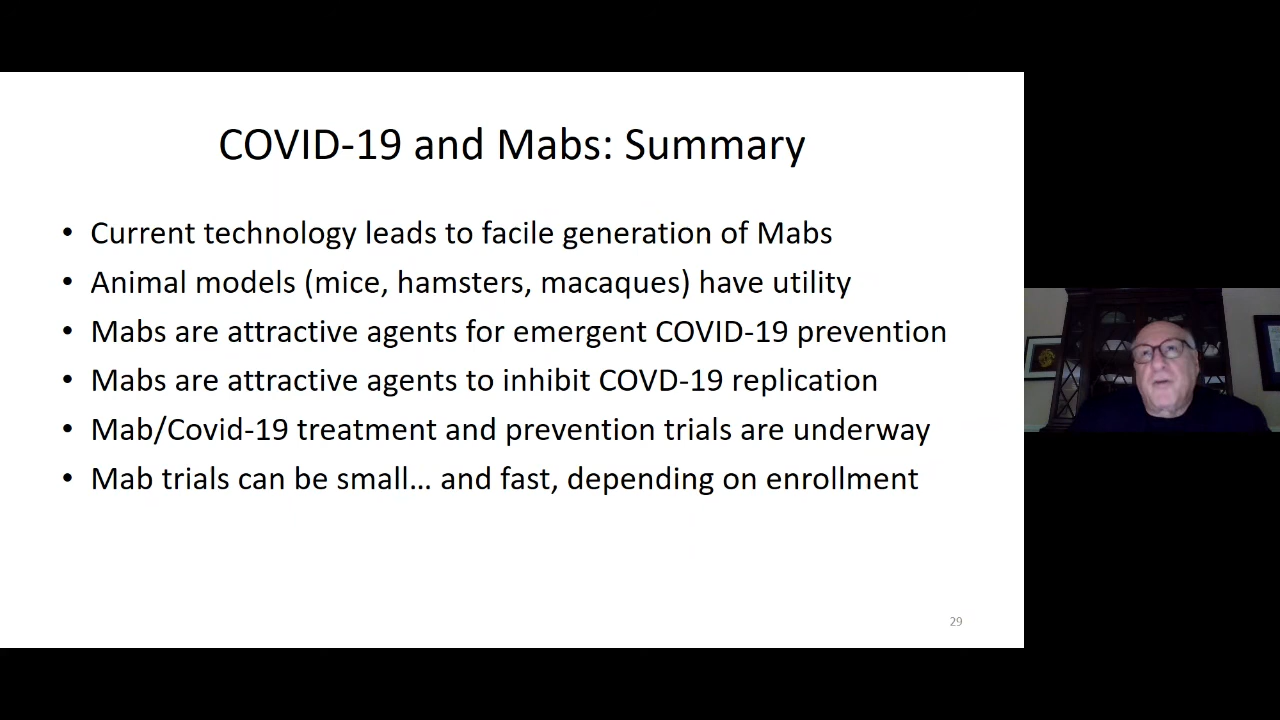 COVID-19 and Mabs: Summary
• Current technology leads to facile generation of Mabs
• Animal models (mice, hamsters, macaques) have utility
• Mabs are attractive agents for emergent COVID-19 prevention
• Mabs are attractive agents to inhibit COVD-19 replication
• Mab/Covid-19 treatment and prevention trials are underway
• Mab trials can be small… and fast, depending on enrollment
29